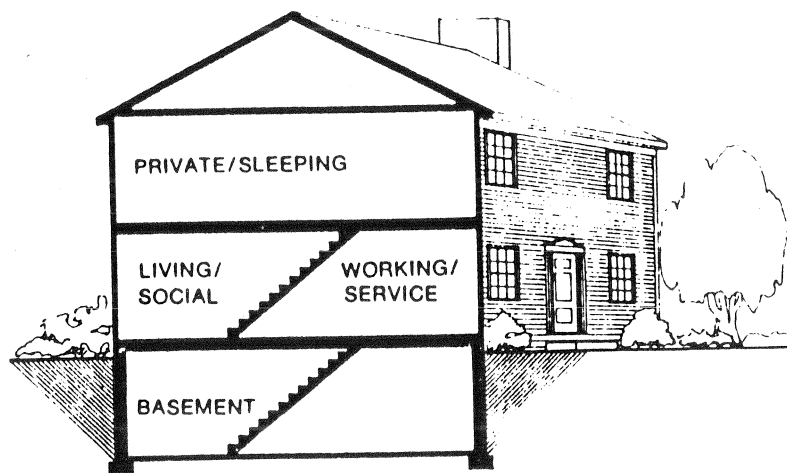 PRIVATE/SLEEPING
LIVING/
SOCIAL
WORKING/
SERVICE
BASEMENT